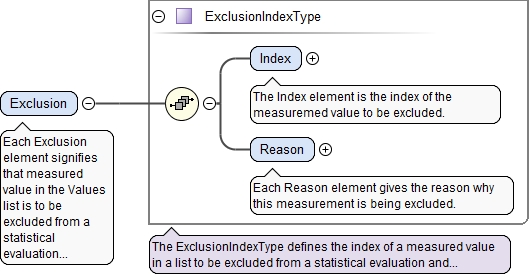 ExclusionIndexType
Index
The Index element is the index of the
measuremed value to be excluded.
Exclusion
Each Exclusion
element signifies
that measured
value in the Values
list is to be
excluded from a
statistical
evaluation...
Reason
Each Reason element gives the reason why
this measurement is being excluded.
The ExclusionIndexType defines the index of a measured value
in a list to be excluded from a statistical evaluation and...